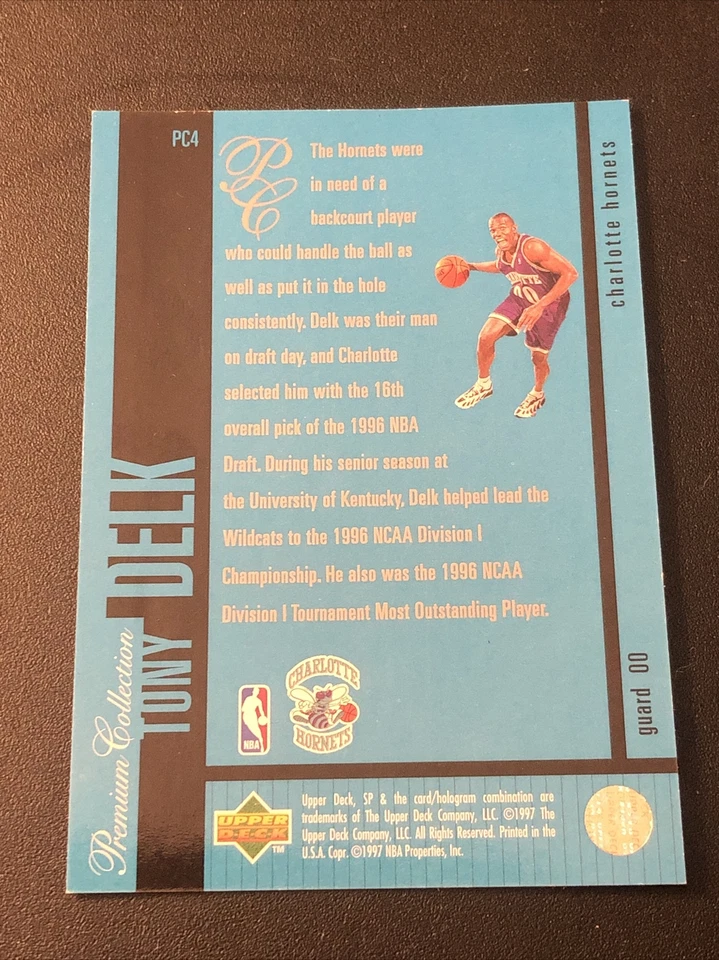 PC4
PC
The Hornets were
in need of a
backcourt player
who could handle the ball as
well as put it in the hole
consistently. Delk was their man
on draft day, and Charlotte
selected him with the 16th
overall pick of the 1996 NBA
Draft. During his senior season at
the University of Kentucky, Delk helped lead the
Wildcats to the 1996 NCAA Division I
Championship. He also was the 1996 NCAA
Division I Tournament Most Outstanding Player.
CHARLOTTE
00
charlotte hornets
guard 00
Premium Collection
TONY DELK
NBA
CHARLOTTE
HORNETS
UPPER
DECK
TM
Upper Deck, SP & the card/hologram combination are
trademarks of The Upper Deck Company, LLC. ©1997 The
Upper Deck Company, LLC. All Rights Reserved. Printed in the
U.S.A. Copr. ©1997 NBA Properties, Inc.